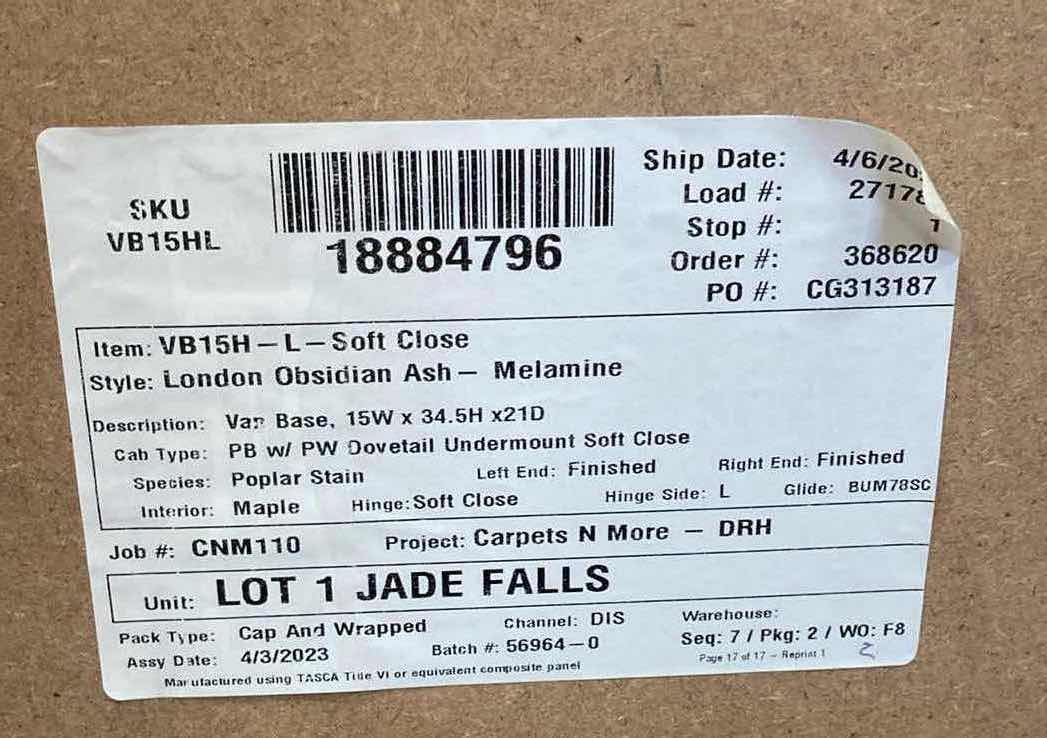 SKU
VB15HL
18884796
Ship Date: 4/6/20
Load #: 27178
Stop #: 1
Order #: 368620
PO #: CG313187
Item: VB15H - L - Soft Close
Style: London Obsidian Ash - Melamine
Description: Van Base, 15W x 34.5H x21D
Cab Type: PB w/ PW Dovetail Undermount Soft Close
Species: Poplar Stain Left End: Finished Right End: Finished
Interior: Maple Hinge: Soft Close Hinge Side: L Glide: BUM78SC
Job #: CNM110 Project: Carpets N More - DRH
Unit: LOT 1 JADE FALLS
Pack Type: Cap And Wrapped Channel: DIS Warehouse:
Assy Date: 4/3/2023 Batch #: 56964-0 Seq: 7 / Pkg: 2 / WO: F8
Page 17 of 17 - Reprint 1
Manufactured using TASCA Title VI or equivalent composite panel